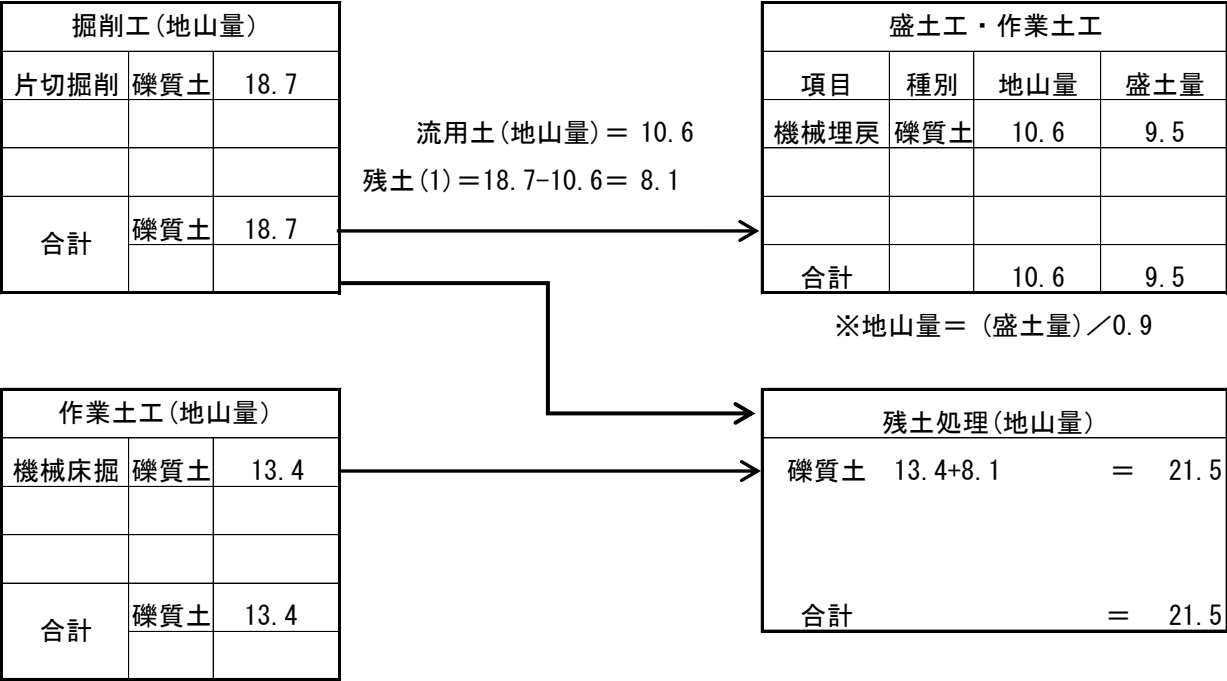 掘削工(地山量)
片切掘削 礫質土 18.7
合計 礫質土 18.7
流用土(地山量)＝ 10.6
残土(1)＝18.7-10.6＝ 8.1
盛土工・作業土工
項目 種別 地山量 盛土量
機械埋戻 礫質土 10.6 9.5
合計 10.6 9.5
※地山量＝ (盛土量)／0.9
作業土工(地山量)
機械床掘 礫質土 13.4
合計 礫質土 13.4
残土処理(地山量)
礫質土 13.4+8.1 ＝ 21.5
合計 ＝ 21.5